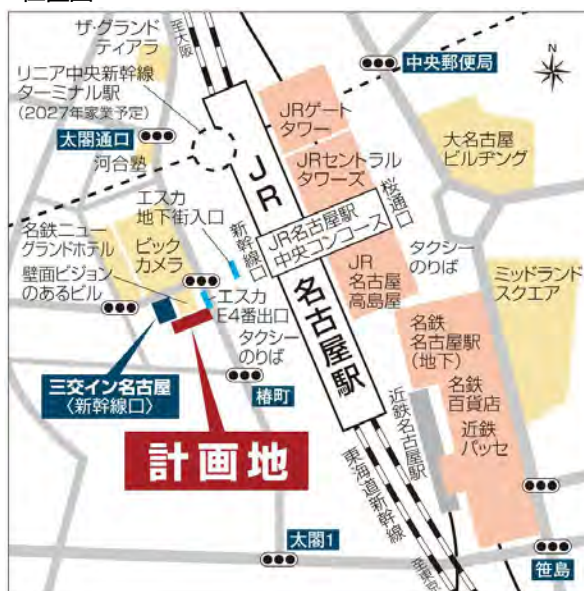 ザ・グランド
ティアラ
至大阪
リニア中央新幹線
ターミナル駅
(2027年家業予定)
太閤通口
河合塾
中央郵便局
N
JRゲート
タワー
JRセントラル
タワーズ
大名古屋
ビルヂング
エスカ
地下街入口
新幹線口
JR名古屋駅
中央コンコース
桜通口
JR
名古屋駅
名鉄ニュー
グランドホテル
ビック
カメラ
壁面ビジョン
のあるビル
エスカ
E4番出口
タクシー
のりば
JR
名古屋
高島屋
タクシー
のりば
ミッドランド
スクエア
名鉄
名古屋駅
(地下)
名鉄
百貨店
近鉄
パッセ
近鉄名古屋駅
三交イン名古屋
〈新幹線口〉
椿町
計画地
東海道新幹線
至東京
太閤1
笹島